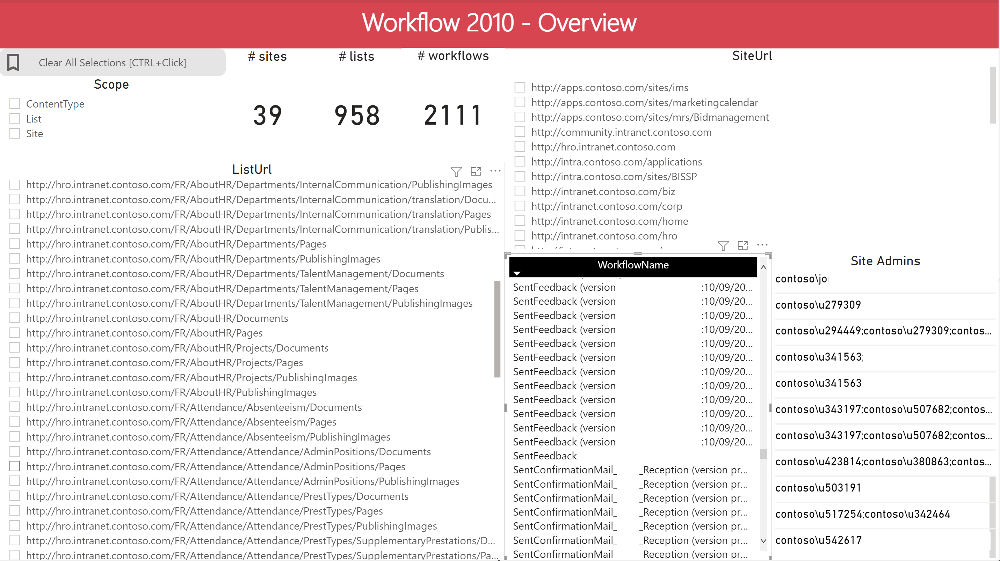 Workflow 2010 - Overview
Clear All Selections [CTRL+Click]
# sites
# lists
# workflows
39
958
2111
Scope
ContentType
List
Site
SiteUrl
http://apps.contoso.com/sites/ims
http://apps.contoso.com/sites/marketingcalendar
http://apps.contoso.com/sites/mrs/Bidmanagement
http://community.intranet.contoso.com
http://hro.intranet.contoso.com
http://intra.contoso.com/applications
http://intra.contoso.com/sites/BISSP
http://intranet.contoso.com/biz
http://intranet.contoso.com/corp
http://intranet.contoso.com/home
http://intranet.contoso.com/hro
ListUrl
http://hro.intranet.contoso.com/FR/AboutHR/Departments/InternalCommunication/PublishingImages
http://hro.intranet.contoso.com/FR/AboutHR/Departments/InternalCommunication/translation/Docu...
http://hro.intranet.contoso.com/FR/AboutHR/Departments/InternalCommunication/translation/Pages
http://hro.intranet.contoso.com/FR/AboutHR/Departments/InternalCommunication/translation/Publis...
http://hro.intranet.contoso.com/FR/AboutHR/Departments/Pages
http://hro.intranet.contoso.com/FR/AboutHR/Departments/PublishingImages
http://hro.intranet.contoso.com/FR/AboutHR/Departments/TalentManagement/Documents
http://hro.intranet.contoso.com/FR/AboutHR/Departments/TalentManagement/Pages
http://hro.intranet.contoso.com/FR/AboutHR/Departments/TalentManagement/PublishingImages
http://hro.intranet.contoso.com/FR/AboutHR/Documents
http://hro.intranet.contoso.com/FR/AboutHR/Pages
http://hro.intranet.contoso.com/FR/AboutHR/Projects/Documents
http://hro.intranet.contoso.com/FR/AboutHR/Projects/Pages
http://hro.intranet.contoso.com/FR/AboutHR/Projects/PublishingImages
http://hro.intranet.contoso.com/FR/AboutHR/PublishingImages
http://hro.intranet.contoso.com/FR/Attendance/Absenteeism/Documents
http://hro.intranet.contoso.com/FR/Attendance/Absenteeism/Pages
http://hro.intranet.contoso.com/FR/Attendance/Absenteeism/PublishingImages
http://hro.intranet.contoso.com/FR/Attendance/Attendance/AdminPositions/Documents
http://hro.intranet.contoso.com/FR/Attendance/Attendance/AdminPositions/Pages
http://hro.intranet.contoso.com/FR/Attendance/Attendance/AdminPositions/PublishingImages
http://hro.intranet.contoso.com/FR/Attendance/Attendance/PrestTypes/Documents
http://hro.intranet.contoso.com/FR/Attendance/Attendance/PrestTypes/Pages
http://hro.intranet.contoso.com/FR/Attendance/Attendance/PrestTypes/PublishingImages
http://hro.intranet.contoso.com/FR/Attendance/Attendance/PrestTypes/SupplementaryPrestations/D...
http://hro.intranet.contoso.com/FR/Attendance/Attendance/PrestTypes/SupplementaryPrestations/Pa...
WorkflowName
SentFeedback (version :10/09/20...
SentFeedback (version :10/09/20...
SentFeedback (version :10/09/20...
SentFeedback (version :10/09/20...
SentFeedback (version :10/09/20...
SentFeedback (version :10/09/20...
SentFeedback (version :10/09/20...
SentFeedback (version :10/09/20...
SentFeedback (version :10/09/20...
SentFeedback (version :10/09/20...
SentFeedback (version :10/09/20...
SentFeedback (version :10/09/20...
SentFeedback
SentConfirmationMail_ _Reception (version pr...
SentConfirmationMail_ _Reception (version pr...
SentConfirmationMail_ _Reception (version pr...
SentConfirmationMail_ _Reception (version pr...
SentConfirmationMail_ _Reception (version pr...
SentConfirmationMail_ _Reception (version pr...
SentConfirmationMail Reception (version pr...
Site Admins
contoso\jo
contoso\u279309
contoso\u294449;contoso\u279309;contos...
contoso\u341563;
contoso\u341563
contoso\u343197;contoso\u507682;contos...
contoso\u343197;contoso\u507682;contos...
contoso\u423814;contoso\u380863;contos...
contoso\u503191
contoso\u517254;contoso\u342464
contoso\u542617